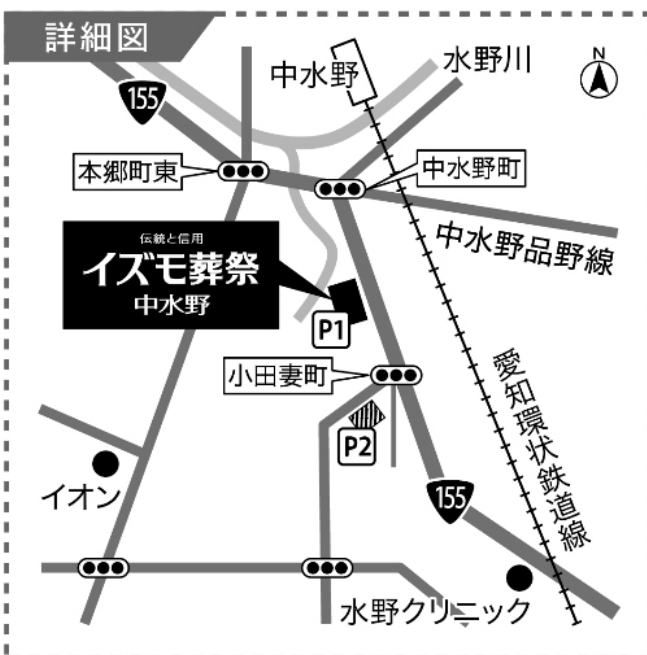 詳細図
N
中水野
水野川
155
本郷町東
中水野町
伝統と信用
イズモ葬祭
中水野
中水野品野線
P1
小田妻町
愛知環状鉄道線
P2
イオン
155
水野クリニック